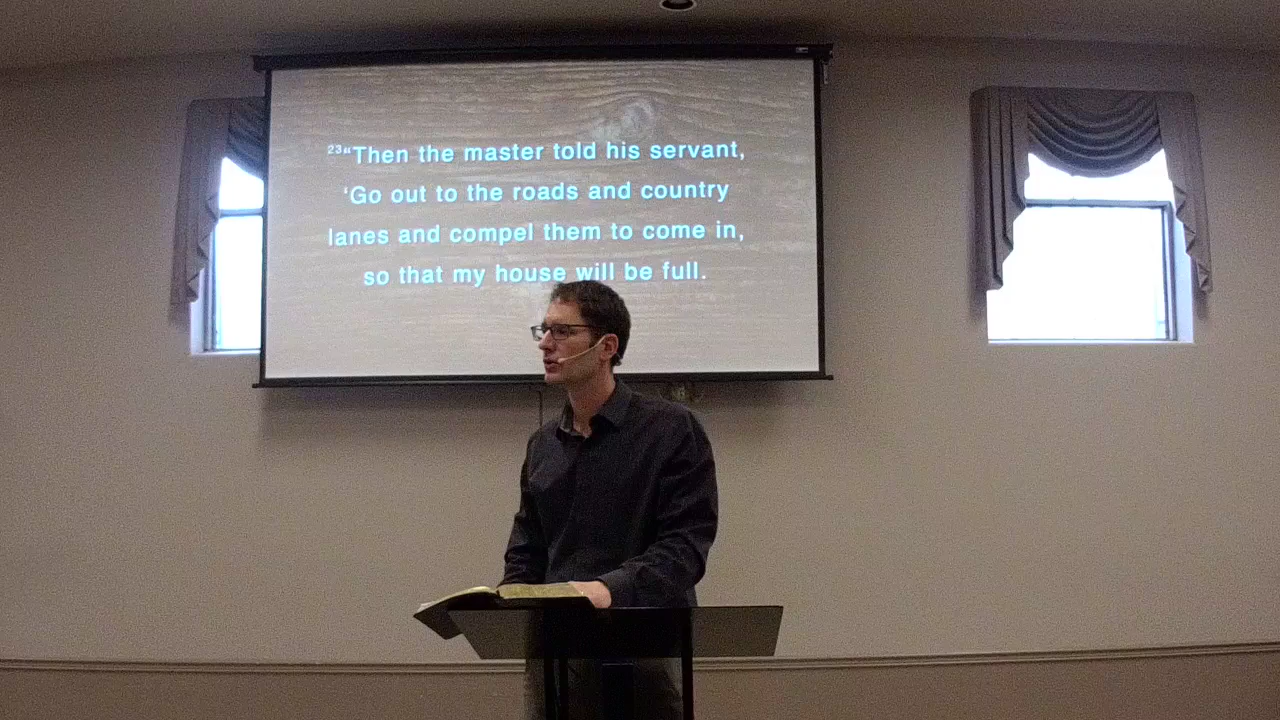 23“Then the master told his servant,
‘Go out to the roads and country
lanes and compel them to come in,
so that my house will be full.